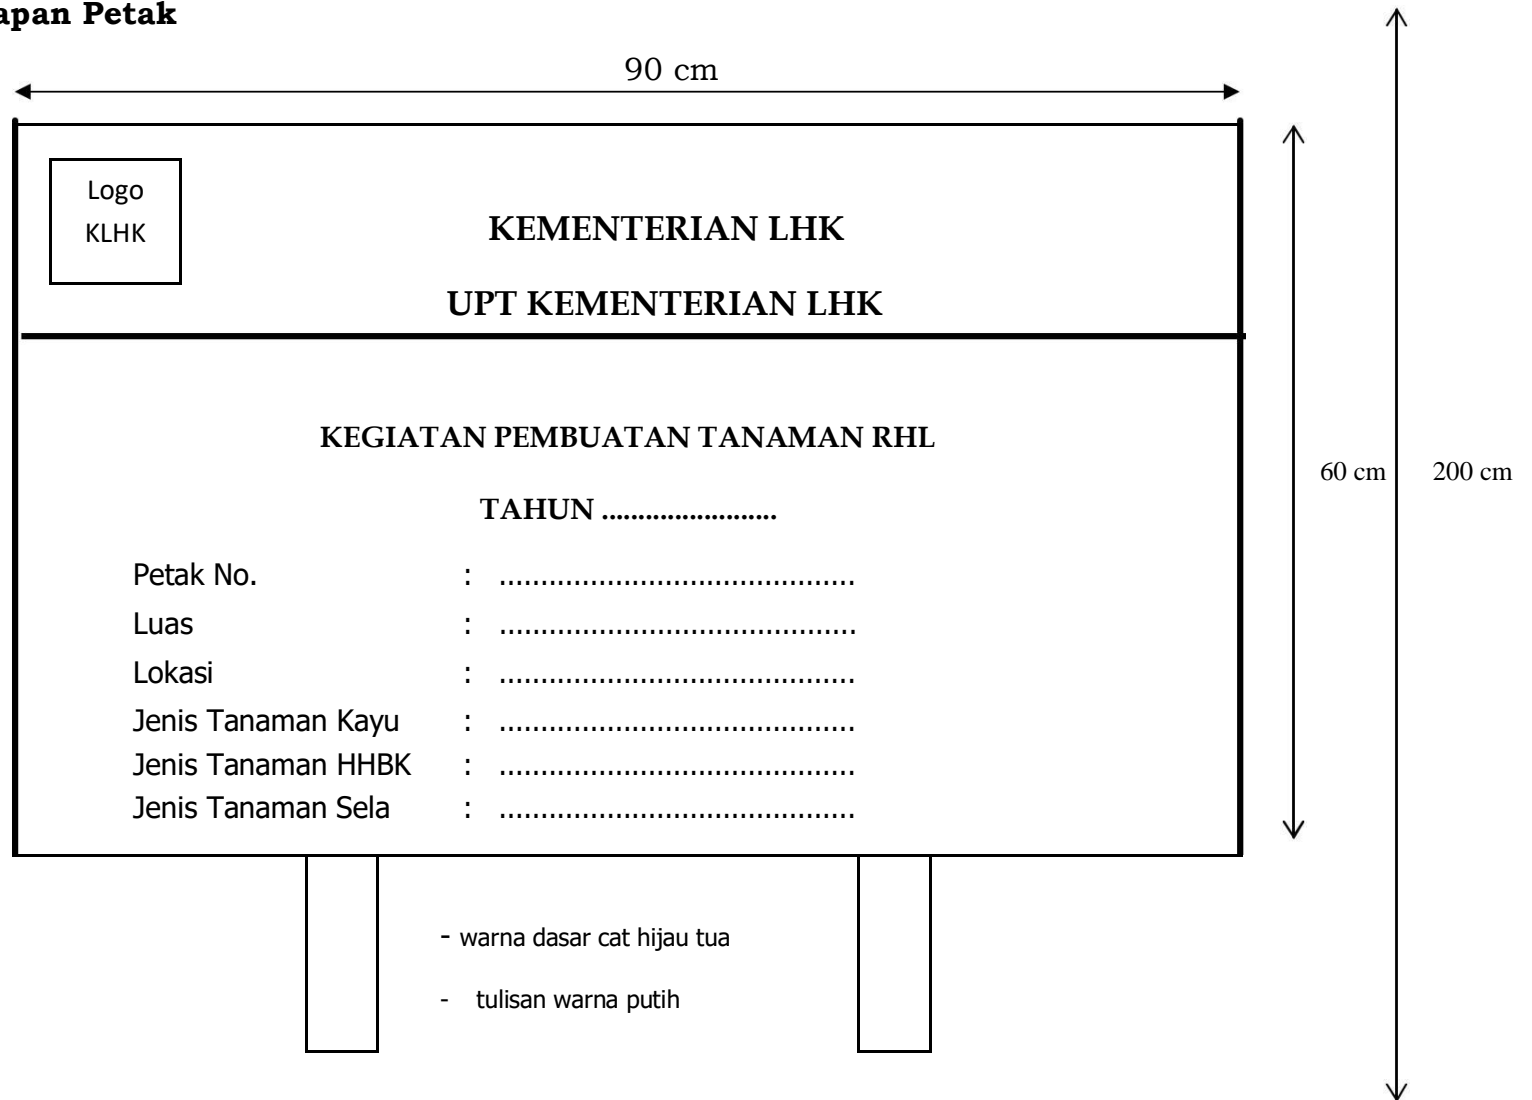 apan Petak
90 cm
Logo
KLHK
KEMENTERIAN LHK
UPT KEMENTERIAN LHK
KEGIATAN PEMBUATAN TANAMAN RHL
60 cm
200 cm
TAHUN ........................
Petak No. : ...........................................
Luas : ...........................................
Lokasi : ...........................................
Jenis Tanaman Kayu : ...........................................
Jenis Tanaman HHBK : ...........................................
Jenis Tanaman Sela : ...........................................
- warna dasar cat hijau tua
- tulisan warna putih